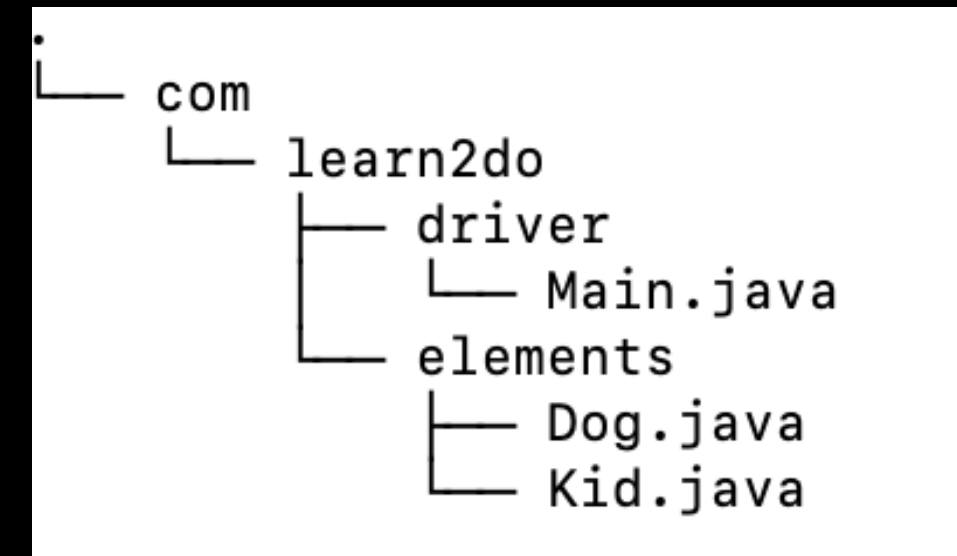 .
└── com
    └── learn2do
        ├── driver
        │   └── Main.java
        └── elements
            ├── Dog.java
            └── Kid.java